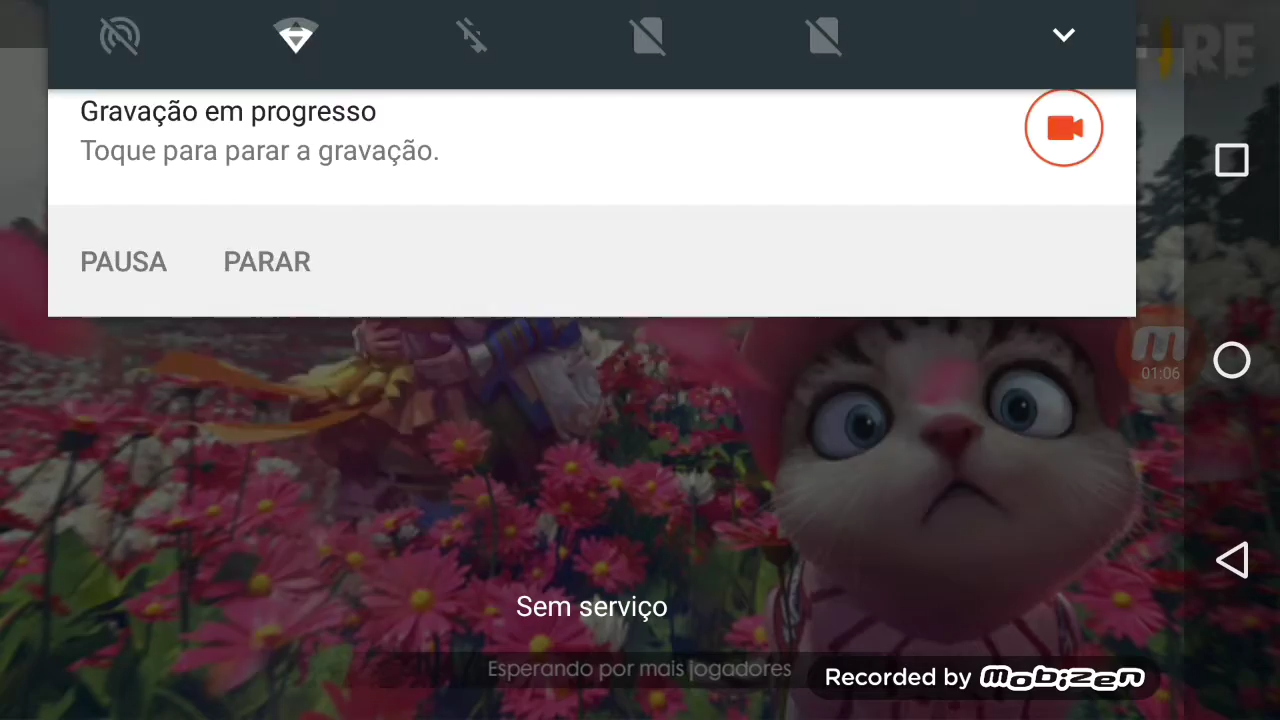 FIRE
Gravação em progresso
Toque para parar a gravação.
PAUSA PARAR
01:06
Sem serviço
Esperando por mais jogadores
Recorded by mobizen